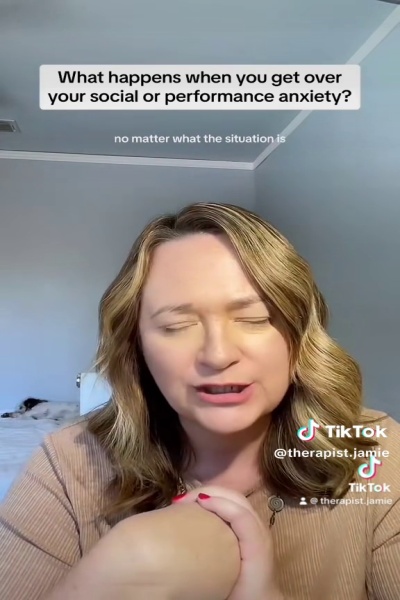 What happens when you get over
your social or performance anxiety?
no matter what the situation is
TikTok
@therapist.jamie
TikTok
@ therapist.jamie